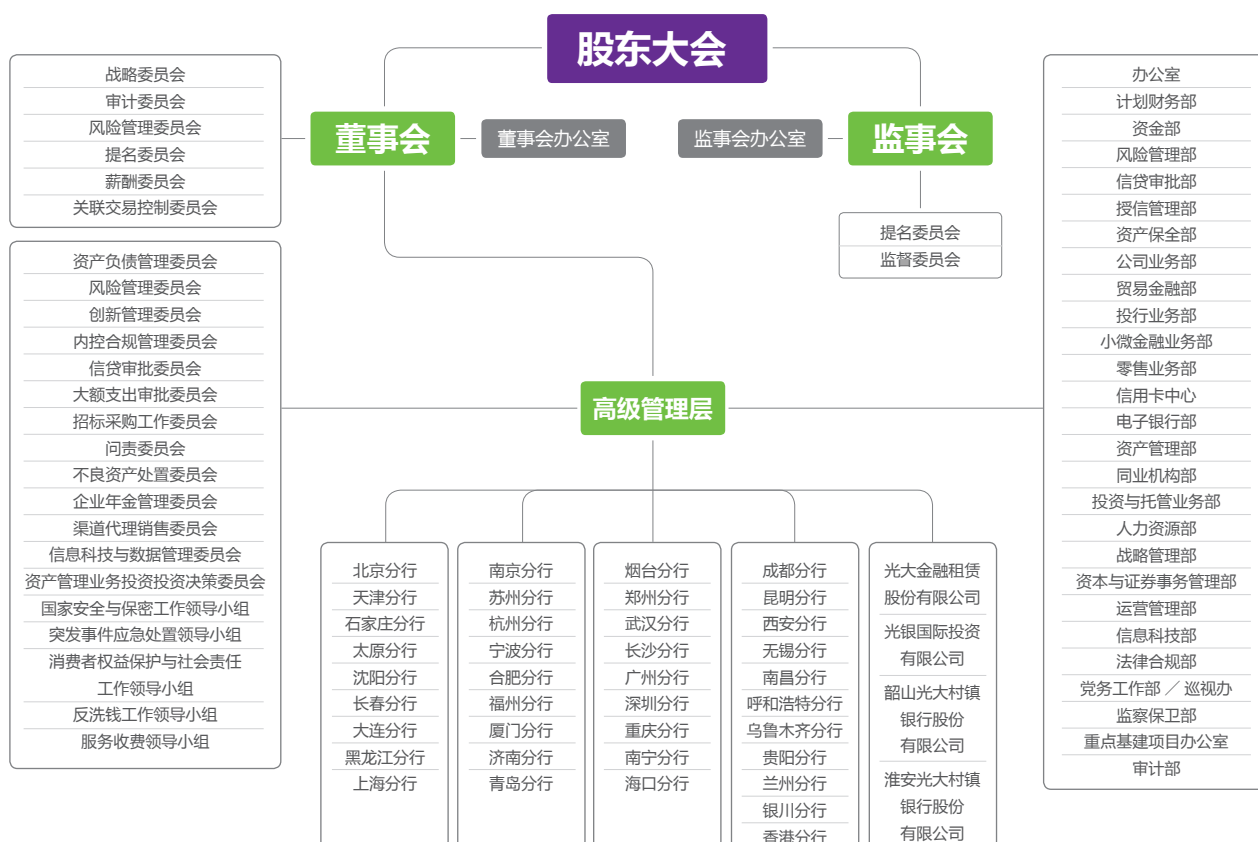 股东大会
董事会
董事会办公室
监事会办公室
监事会
战略委员会
审计委员会
风险管理委员会
提名委员会
薪酬委员会
关联交易控制委员会
提名委员会
监督委员会
资产负债管理委员会
风险管理委员会
创新管理委员会
内控合规管理委员会
信贷审批委员会
大额支出审批委员会
招标采购工作委员会
问责委员会
不良资产处置委员会
企业年金管理委员会
渠道代理销售委员会
信息科技与数据管理委员会
资产管理业务投资投资决策委员会
国家安全与保密工作领导小组
突发事件应急处置领导小组
消费者权益保护与社会责任
工作领导小组
反洗钱工作领导小组
服务收费领导小组
高级管理层
北京分行
天津分行
石家庄分行
太原分行
沈阳分行
长春分行
大连分行
黑龙江分行
上海分行
南京分行
苏州分行
杭州分行
宁波分行
合肥分行
福州分行
厦门分行
济南分行
青岛分行
烟台分行
郑州分行
武汉分行
长沙分行
广州分行
深圳分行
重庆分行
南宁分行
海口分行
成都分行
昆明分行
西安分行
无锡分行
南昌分行
呼和浩特分行
乌鲁木齐分行
贵阳分行
兰州分行
银川分行
香港分行
光大金融租赁
股份有限公司
光银国际投资
有限公司
韶山光大村镇
银行股份
有限公司
淮安光大村镇
银行股份
有限公司
办公室
计划财务部
资金部
风险管理部
信贷审批部
授信管理部
资产保全部
公司业务部
贸易金融部
投行业务部
小微金融业务部
零售业务部
信用卡中心
电子银行部
资产管理部
同业机构部
投资与托管业务部
人力资源部
战略管理部
资本与证券事务管理部
运营管理部
信息科技部
法律合规部
党务工作部／巡视办
监察保卫部
重点基建项目办公室
审计部